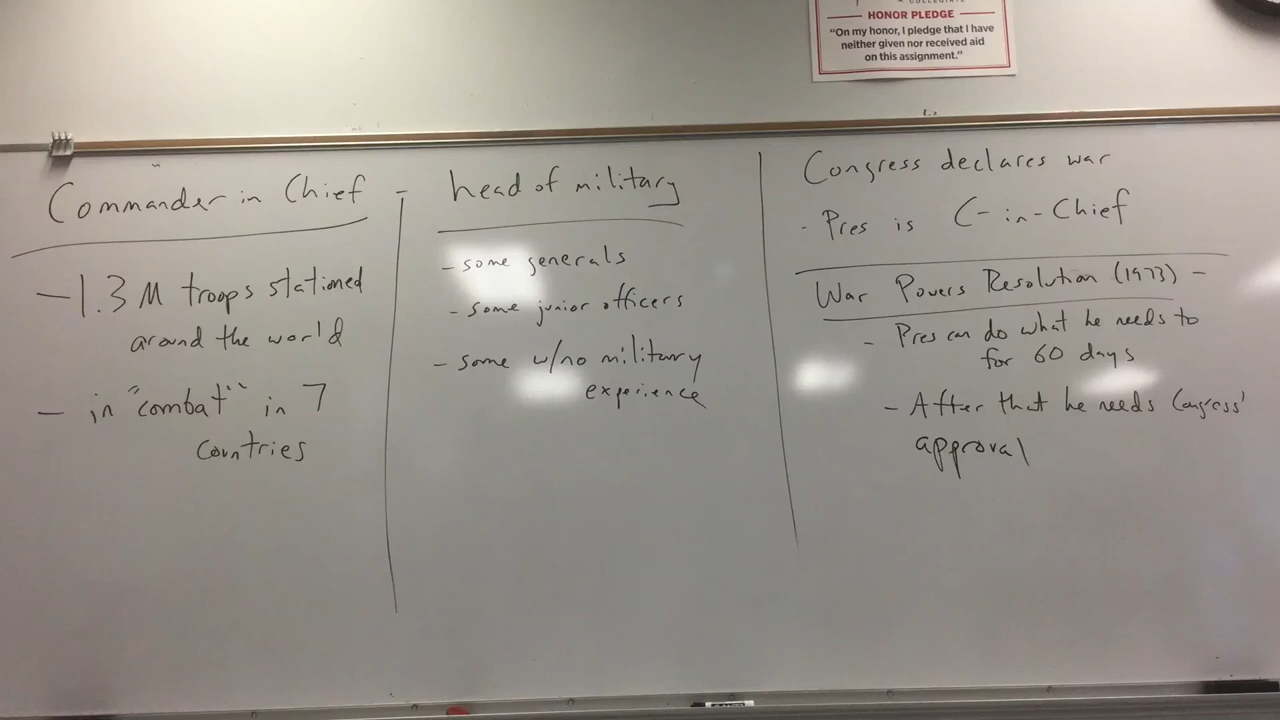 HONOR PLEDGE
"On my honor, I pledge that I have
neither given nor received aid
on this assignment."
Commander in Chief -
- 1.3 M troops stationed
around the world
- in "combat" in 7
countries
head of military
- some generals
- some junior officers
- some w/no military
experience
Congress declares war
- Pres is C-in-Chief
War Powers Resolution (1973) -
- Pres can do what he needs to
for 60 days
- After that he needs Congress'
approval